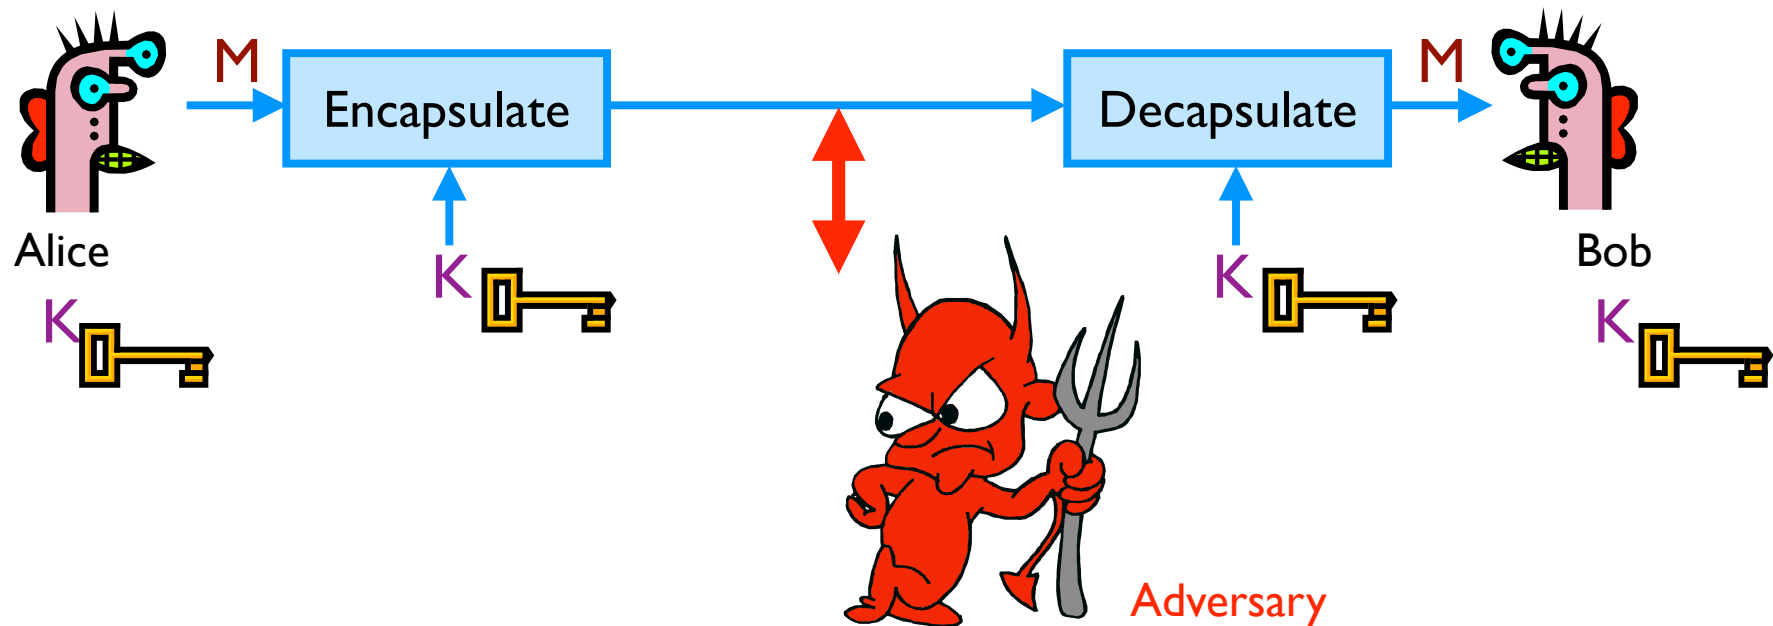 M
Encapsulate
Decapsulate
M
Alice
K
K
Bob
K
K
Adversary